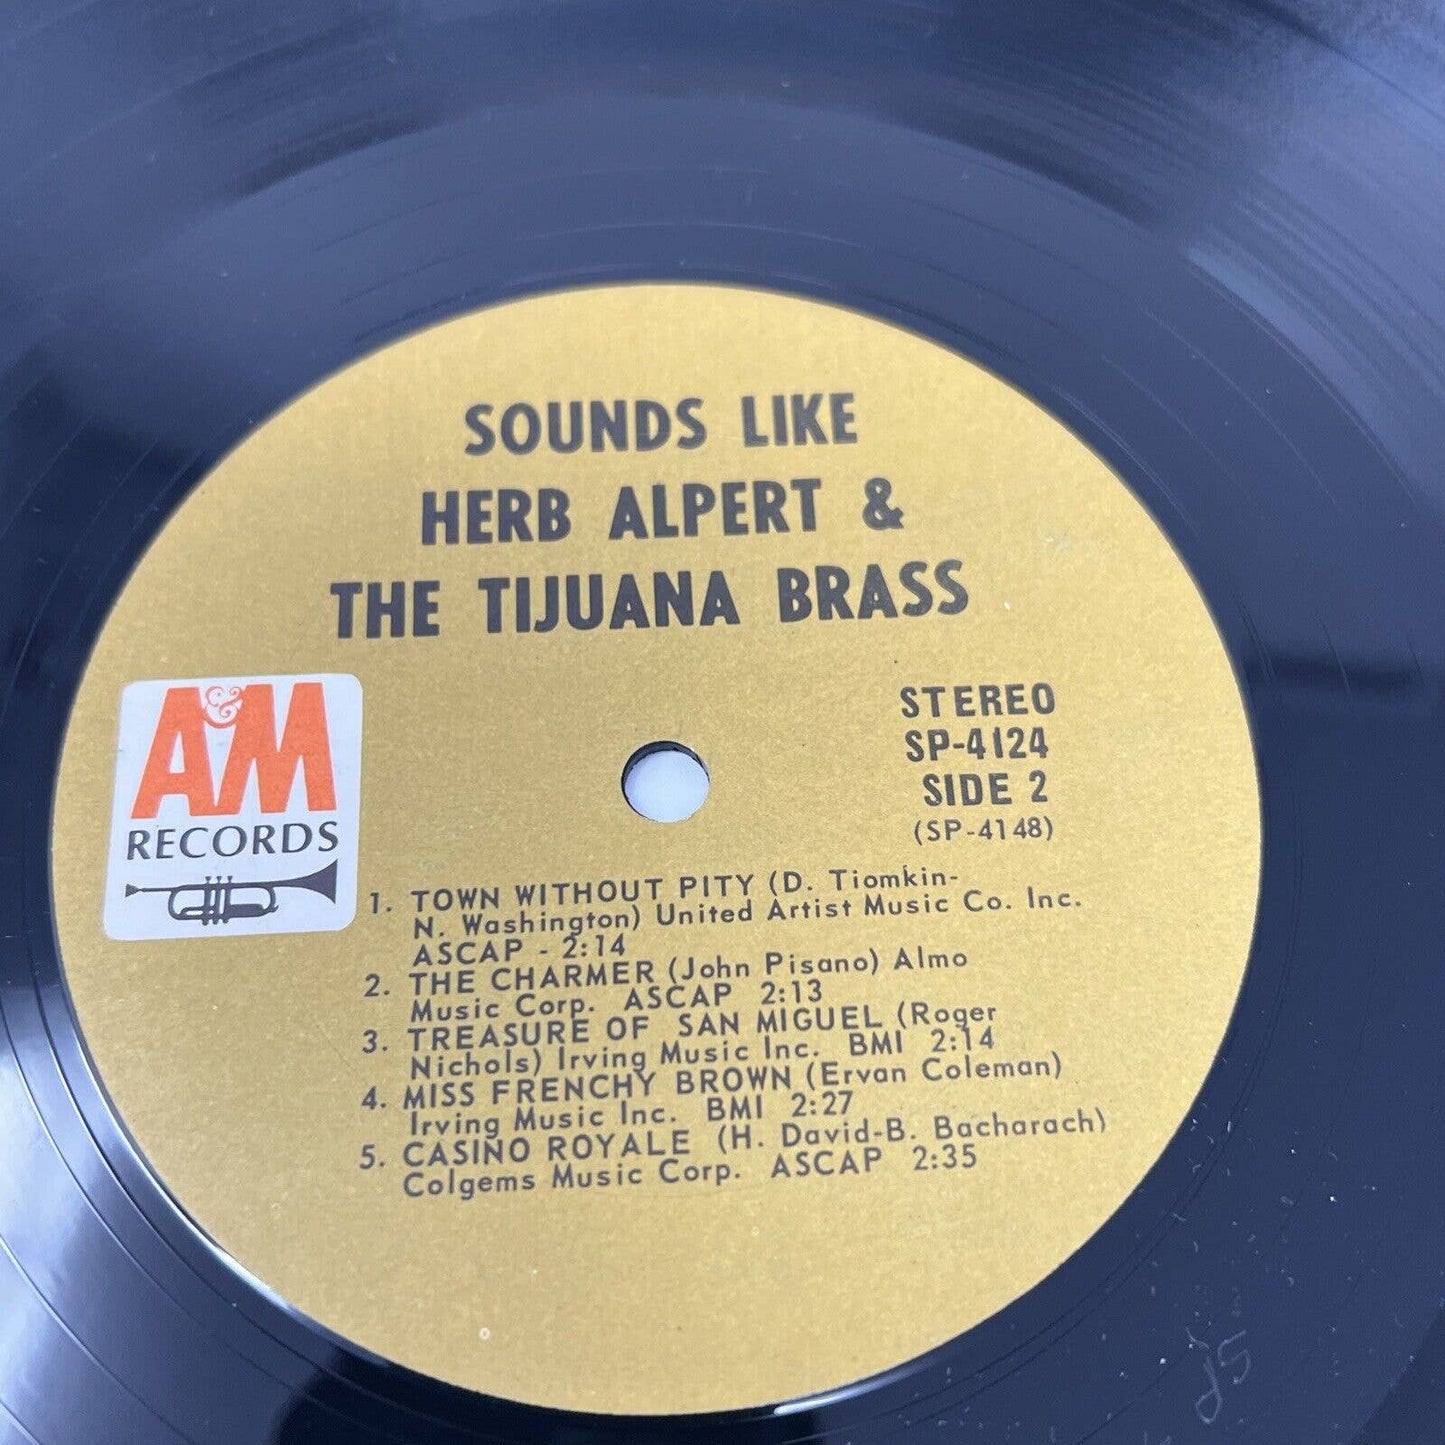 SOUNDS LIKE
HERB ALPERT &
THE TIJUANA BRASS
A&M
RECORDS
STEREO
SP-4124
SIDE 2
(SP-4148)
1. TOWN WITHOUT PITY (D. Tiomkin-
N. Washington) United Artist Music Co. Inc.
ASCAP - 2:14
2. THE CHARMER (John Pisano) Almo
Music Corp. ASCAP 2:13
3. TREASURE OF SAN MIGUEL (Roger
Nichols) Irving Music Inc. BMI 2:14
4. MISS FRENCHY BROWN (Ervan Coleman)
Irving Music Inc. BMI 2:27
5. CASINO ROYALE (H. David-B. Bacharach)
Colgems Music Corp. ASCAP 2:35